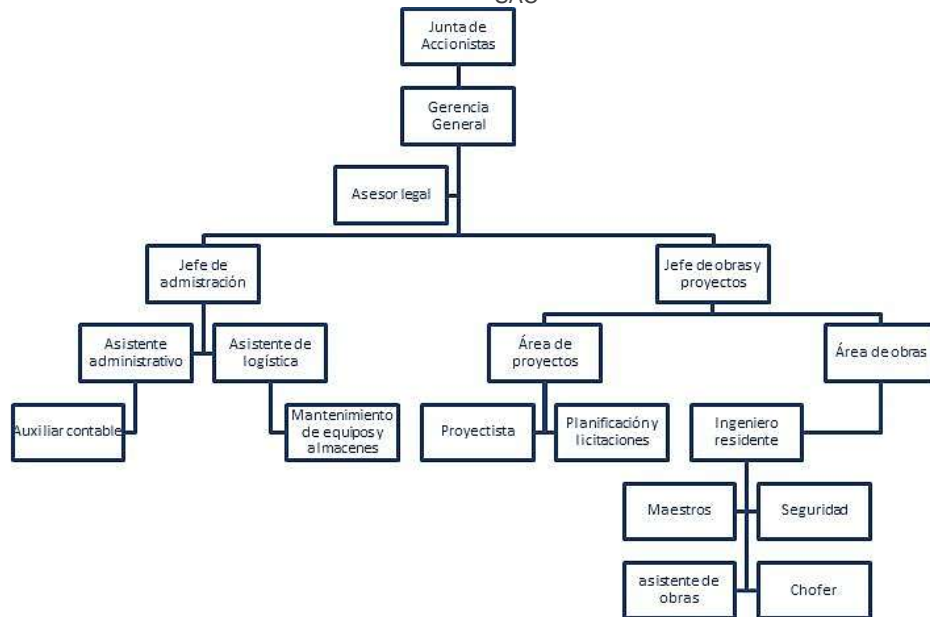 Junta de
Accionistas
Gerencia
General
Asesor legal
Jefe de
admistración
Jefe de obras y
proyectos
Asistente
administrativo
Asistente de
logística
Área de
proyectos
Área de obras
Auxiliar contable
Mantenimiento
de equipos y
almacenes
Proyectista
Planificación y
licitaciones
Ingeniero
residente
Maestros
Seguridad
asistente de
obras
Chofer